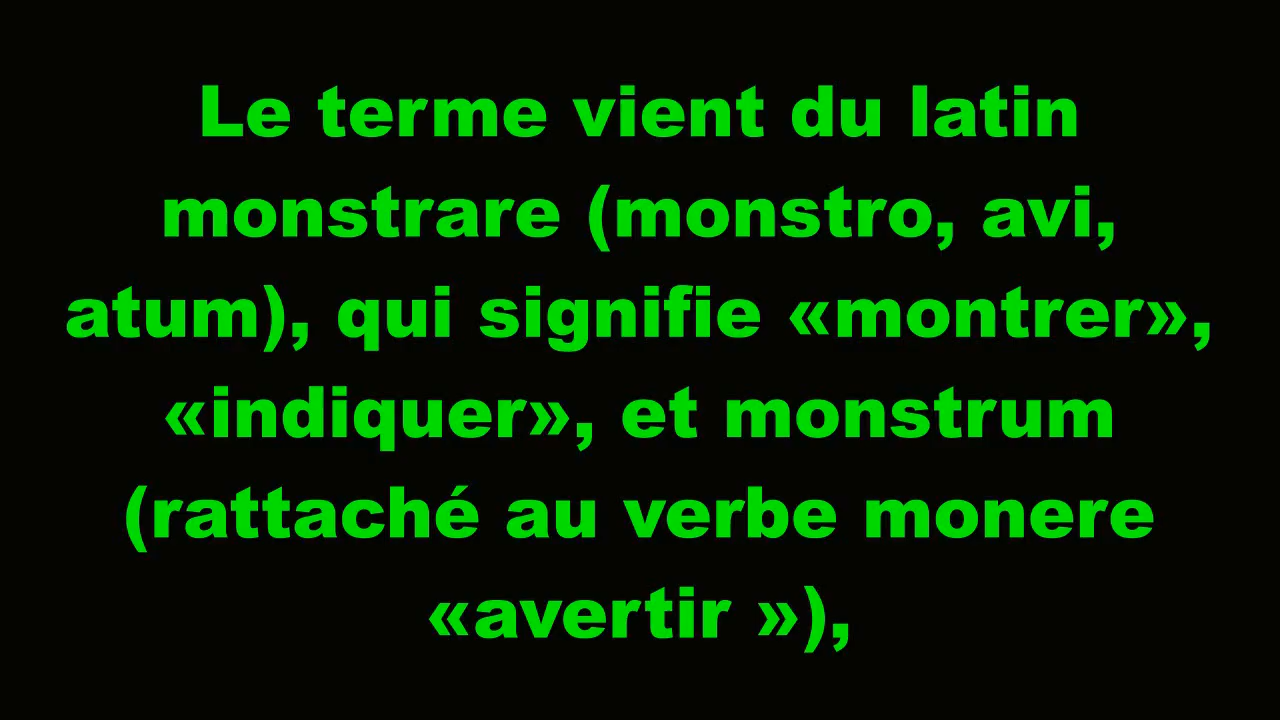 Le terme vient du latin
monstrare (monstro, avi,
atum), qui signifie «montrer»,
«indiquer», et monstrum
(rattaché au verbe monere
«avertir »),